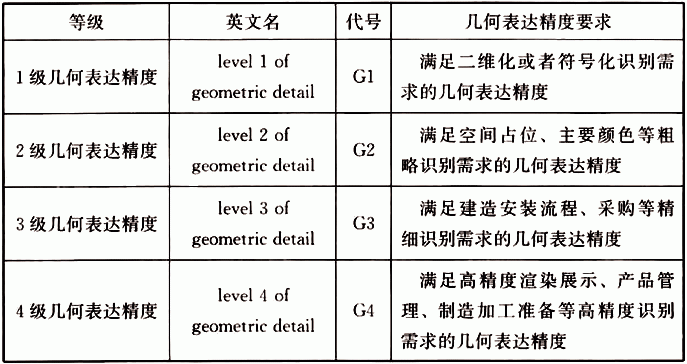 等级 英文名 代号 几何表达精度要求
1级几何表达精度 level 1 of geometric detail G1 满足二维化或者符号化识别需
求的几何表达精度
2级几何表达精度 level 2 of geometric detail G2 满足空间占位、主要颜色等粗
略识别需求的几何表达精度
3级几何表达精度 level 3 of geometric detail G3 满足建造安装流程、采购等精
细识别需求的几何表达精度
4级几何表达精度 level 4 of geometric detail G4 满足高精度渲染展示、产品管
理、制造加工准备等高精度识别
需求的几何表达精度